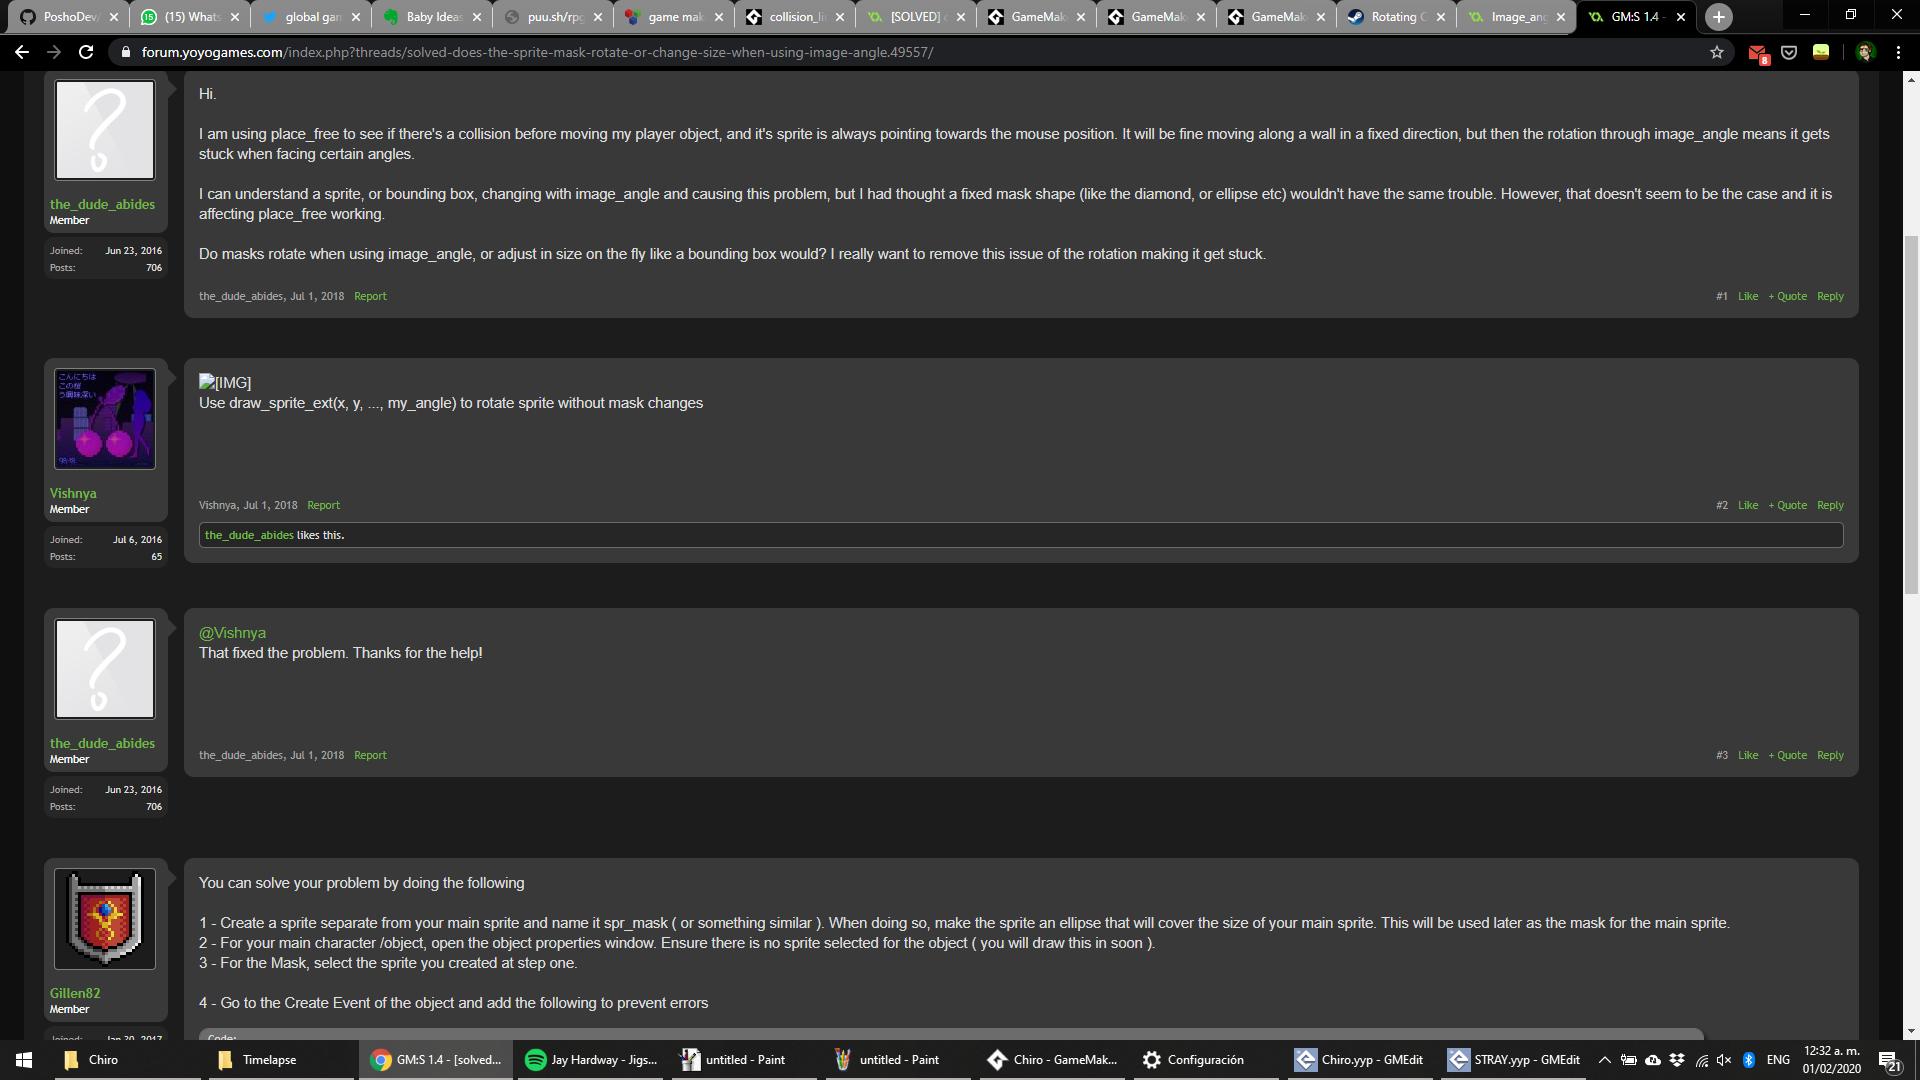 PoshoDev/
(15) Whats
global gam
Baby Ideas
puu.sh/rpg
game mak
collision_li
[SOLVED]
GameMak
GameMak
GameMak
Rotating C
Image_ang
GM:S 1.4 -
forum.yoyogames.com/index.php?threads/solved-does-the-sprite-mask-rotate-or-change-size-when-using-image-angle.49557/
8
the_dude_abides
Member
Joined: Jun 23, 2016
Posts: 706
Hi.
I am using place_free to see if there's a collision before moving my player object, and it's sprite is always pointing towards the mouse position. It will be fine moving along a wall in a fixed direction, but then the rotation through image_angle means it gets
stuck when facing certain angles.
I can understand a sprite, or bounding box, changing with image_angle and causing this problem, but I had thought a fixed mask shape (like the diamond, or ellipse etc) wouldn't have the same trouble. However, that doesn't seem to be the case and it is
affecting place_free working.
Do masks rotate when using image_angle, or adjust in size on the fly like a bounding box would? I really want to remove this issue of the rotation making it get stuck.
the_dude_abides, Jul 1, 2018 Report
#1 Like + Quote Reply
こんにちは
この桜
Vishnya
Member
Joined: Jul 6, 2016
Posts: 65
[IMG]
Use draw_sprite_ext(x, y, ..., my_angle) to rotate sprite without mask changes
Vishnya, Jul 1, 2018 Report
#2 Like + Quote Reply
the_dude_abides likes this.
the_dude_abides
Member
Joined: Jun 23, 2016
Posts: 706
@Vishnya
That fixed the problem. Thanks for the help!
the_dude_abides, Jul 1, 2018 Report
#3 Like + Quote Reply
Gillen82
Member
Joined: Jan 20, 2017
You can solve your problem by doing the following
1 - Create a sprite separate from your main sprite and name it spr_mask ( or something similar ). When doing so, make the sprite an ellipse that will cover the size of your main sprite. This will be used later as the mask for the main sprite.
2 - For your main character /object, open the object properties window. Ensure there is no sprite selected for the object ( you will draw this in soon ).
3 - For the Mask, select the sprite you created at step one.
4 - Go to the Create Event of the object and add the following to prevent errors
Code:
Chiro
Timelapse
GM:S 1.4 - [solved...
Jay Hardway - Jigs...
untitled - Paint
untitled - Paint
Chiro - GameMak...
Configuración
Chiro.yyp - GMEdit
STRAY.yyp - GMEdit
ENG
12:32 a. m.
01/02/2020
21